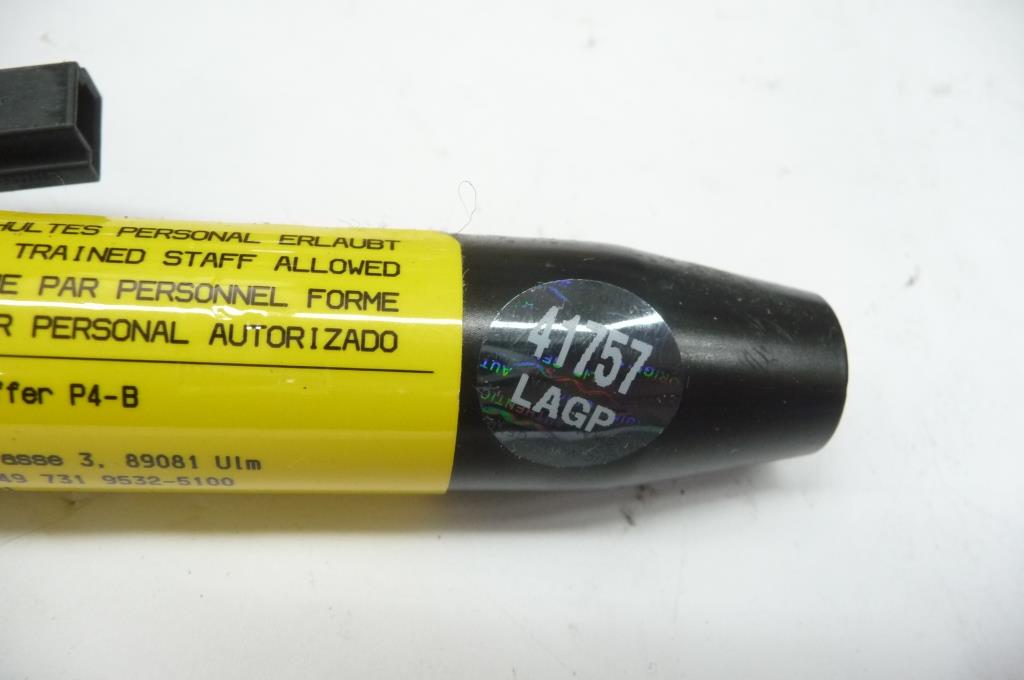 HULTES PERSONAL ERLAUBT
TRAINED STAFF ALLOWED
E PAR PERSONNEL FORME
R PERSONAL AUTORIZADO
ffer P4-B
asse 3, 89081 Ulm
49 731 9532-5100
41757
LAGP